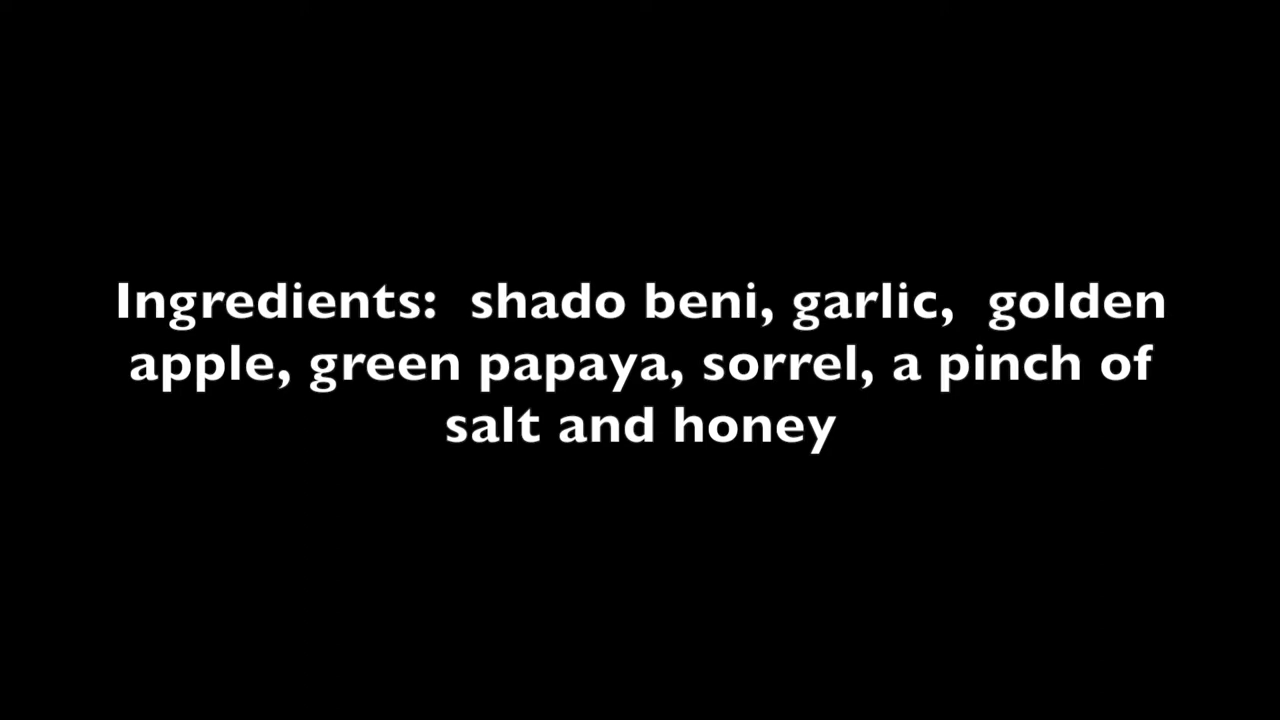 Ingredients:  shado beni, garlic,  golden
apple, green papaya, sorrel, a pinch of
salt and honey